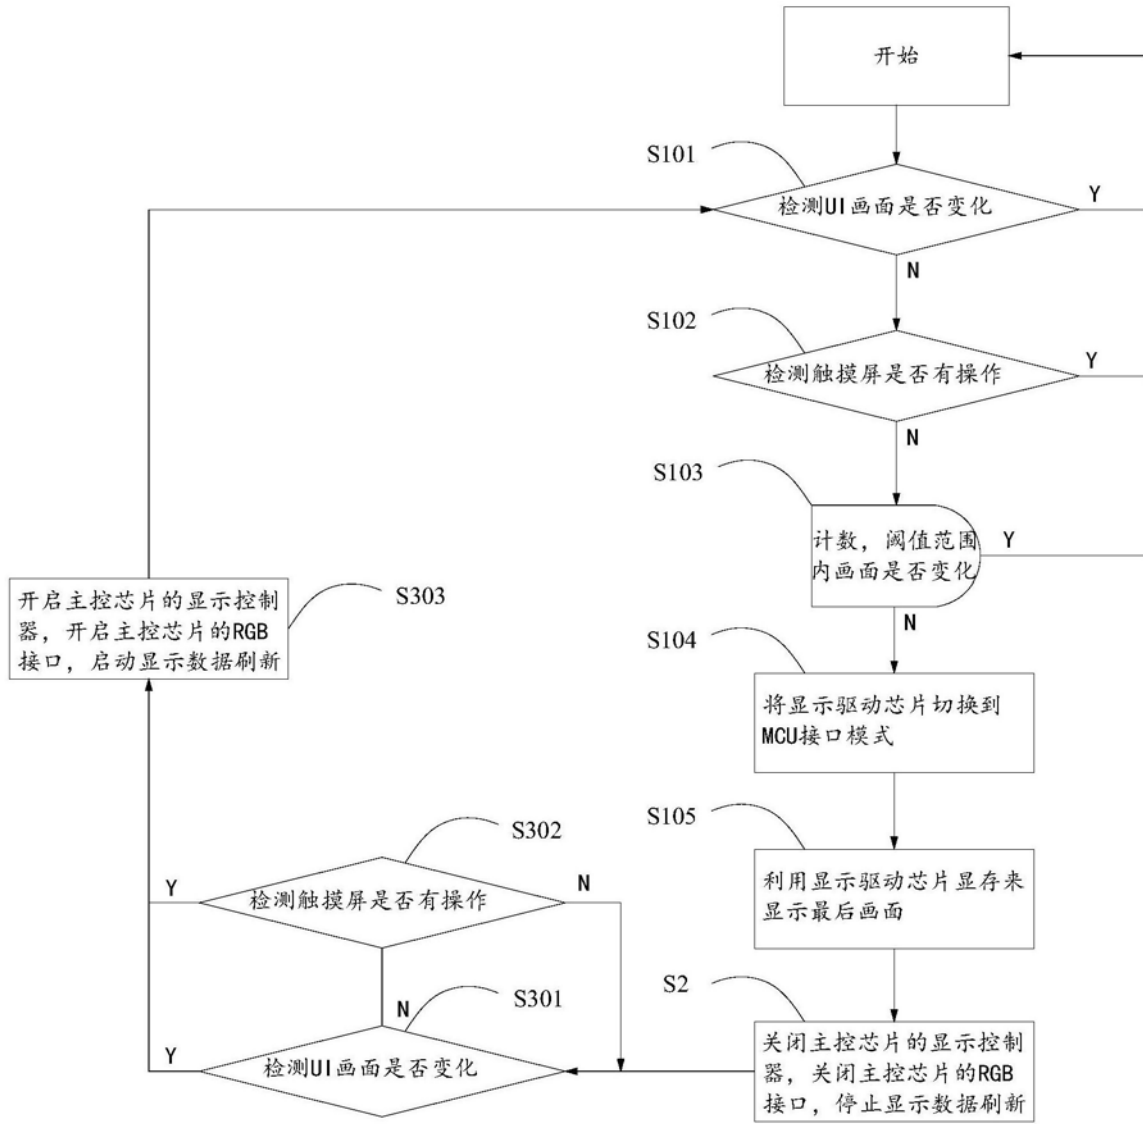 开始
S101
检测UI画面是否变化
Y
N
S102
检测触摸屏是否有操作
Y
N
S103
计数，阈值范围
内画面是否变化
Y
N
S303
开启主控芯片的显示控制
器，开启主控芯片的RGB
接口，启动显示数据刷新
S104
将显示驱动芯片切换到
MCU接口模式
S105
利用显示驱动芯片显存来
显示最后画面
S302
Y
检测触摸屏是否有操作
N
S2
关闭主控芯片的显示控制
器，关闭主控芯片的RGB
接口，停止显示数据刷新
S301
N
Y
检测UI画面是否变化